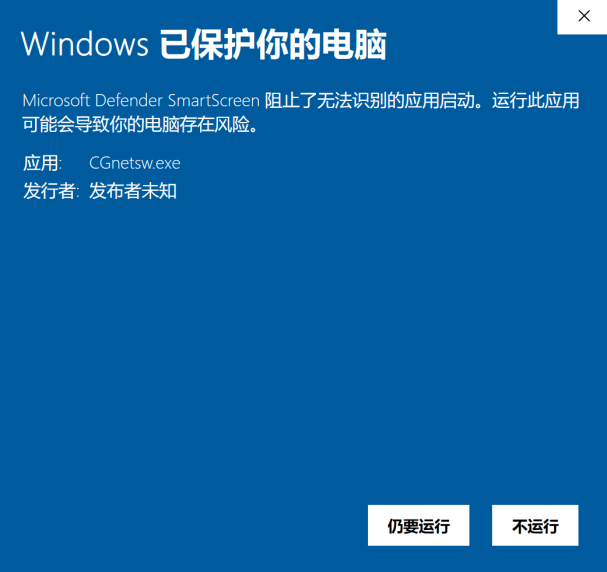 Windows 已保护你的电脑
Microsoft Defender SmartScreen 阻止了无法识别的应用启动。运行此应用
可能会导致你的电脑存在风险。
应用: CGnetsw.exe
发行者: 发布者未知
仍要运行 不运行